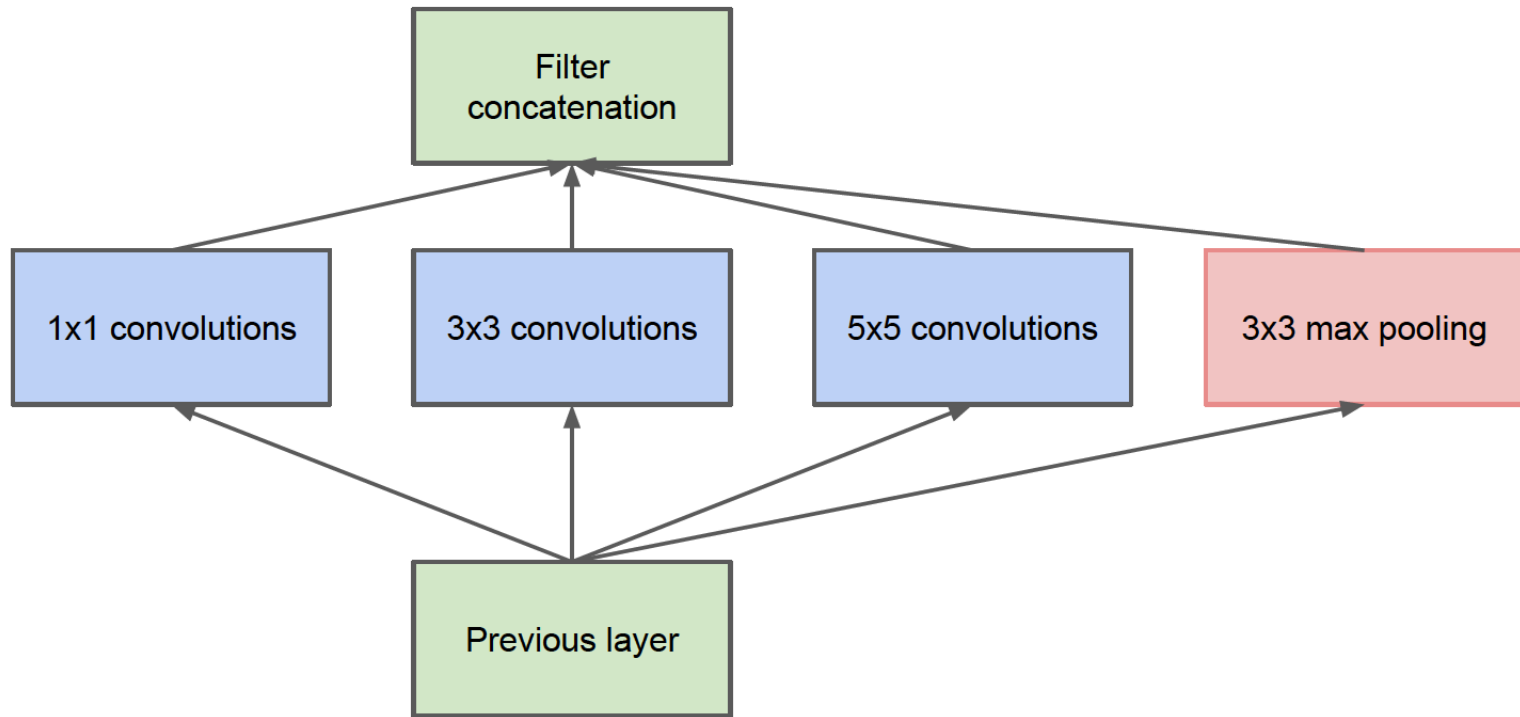 Filter
concatenation
1x1 convolutions
3x3 convolutions
5x5 convolutions
3x3 max pooling
Previous layer